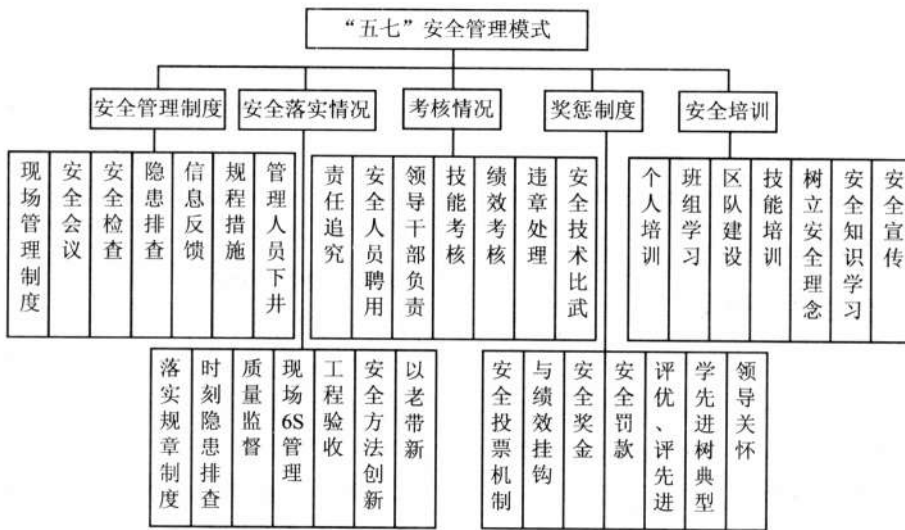 “五七”安全管理模式
安全管理制度
安全落实情况
考核情况
奖惩制度
安全培训
现场管理制度
安全会议
安全检查
隐患排查
信息反馈
规程措施
管理人员下井
责任追究
安全人员聘用
领导干部负责
技能考核
绩效考核
违章处理
安全技术比武
个人培训
班组学习
区队建设
技能培训
树立安全理念
安全知识学习
安全宣传
落实规章制度
时刻隐患排查
质量监督
现场6S管理
工程验收
安全方法创新
以老带新
安全投票机制
与绩效挂钩
安全奖金
安全罚款
评优、评先进
学先进树典型
领导关怀